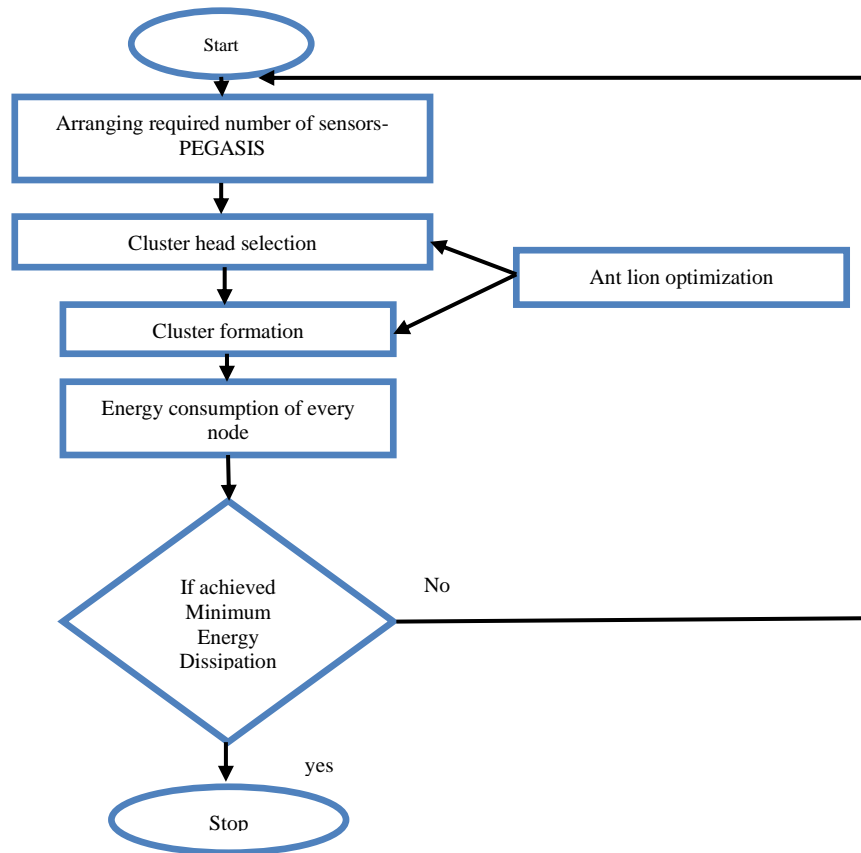 Start
Arranging required number of sensors-
PEGASIS
Cluster head selection
Ant lion optimization
Cluster formation
Energy consumption of every
node
If achieved
Minimum
Energy
Dissipation
No
yes
Stop